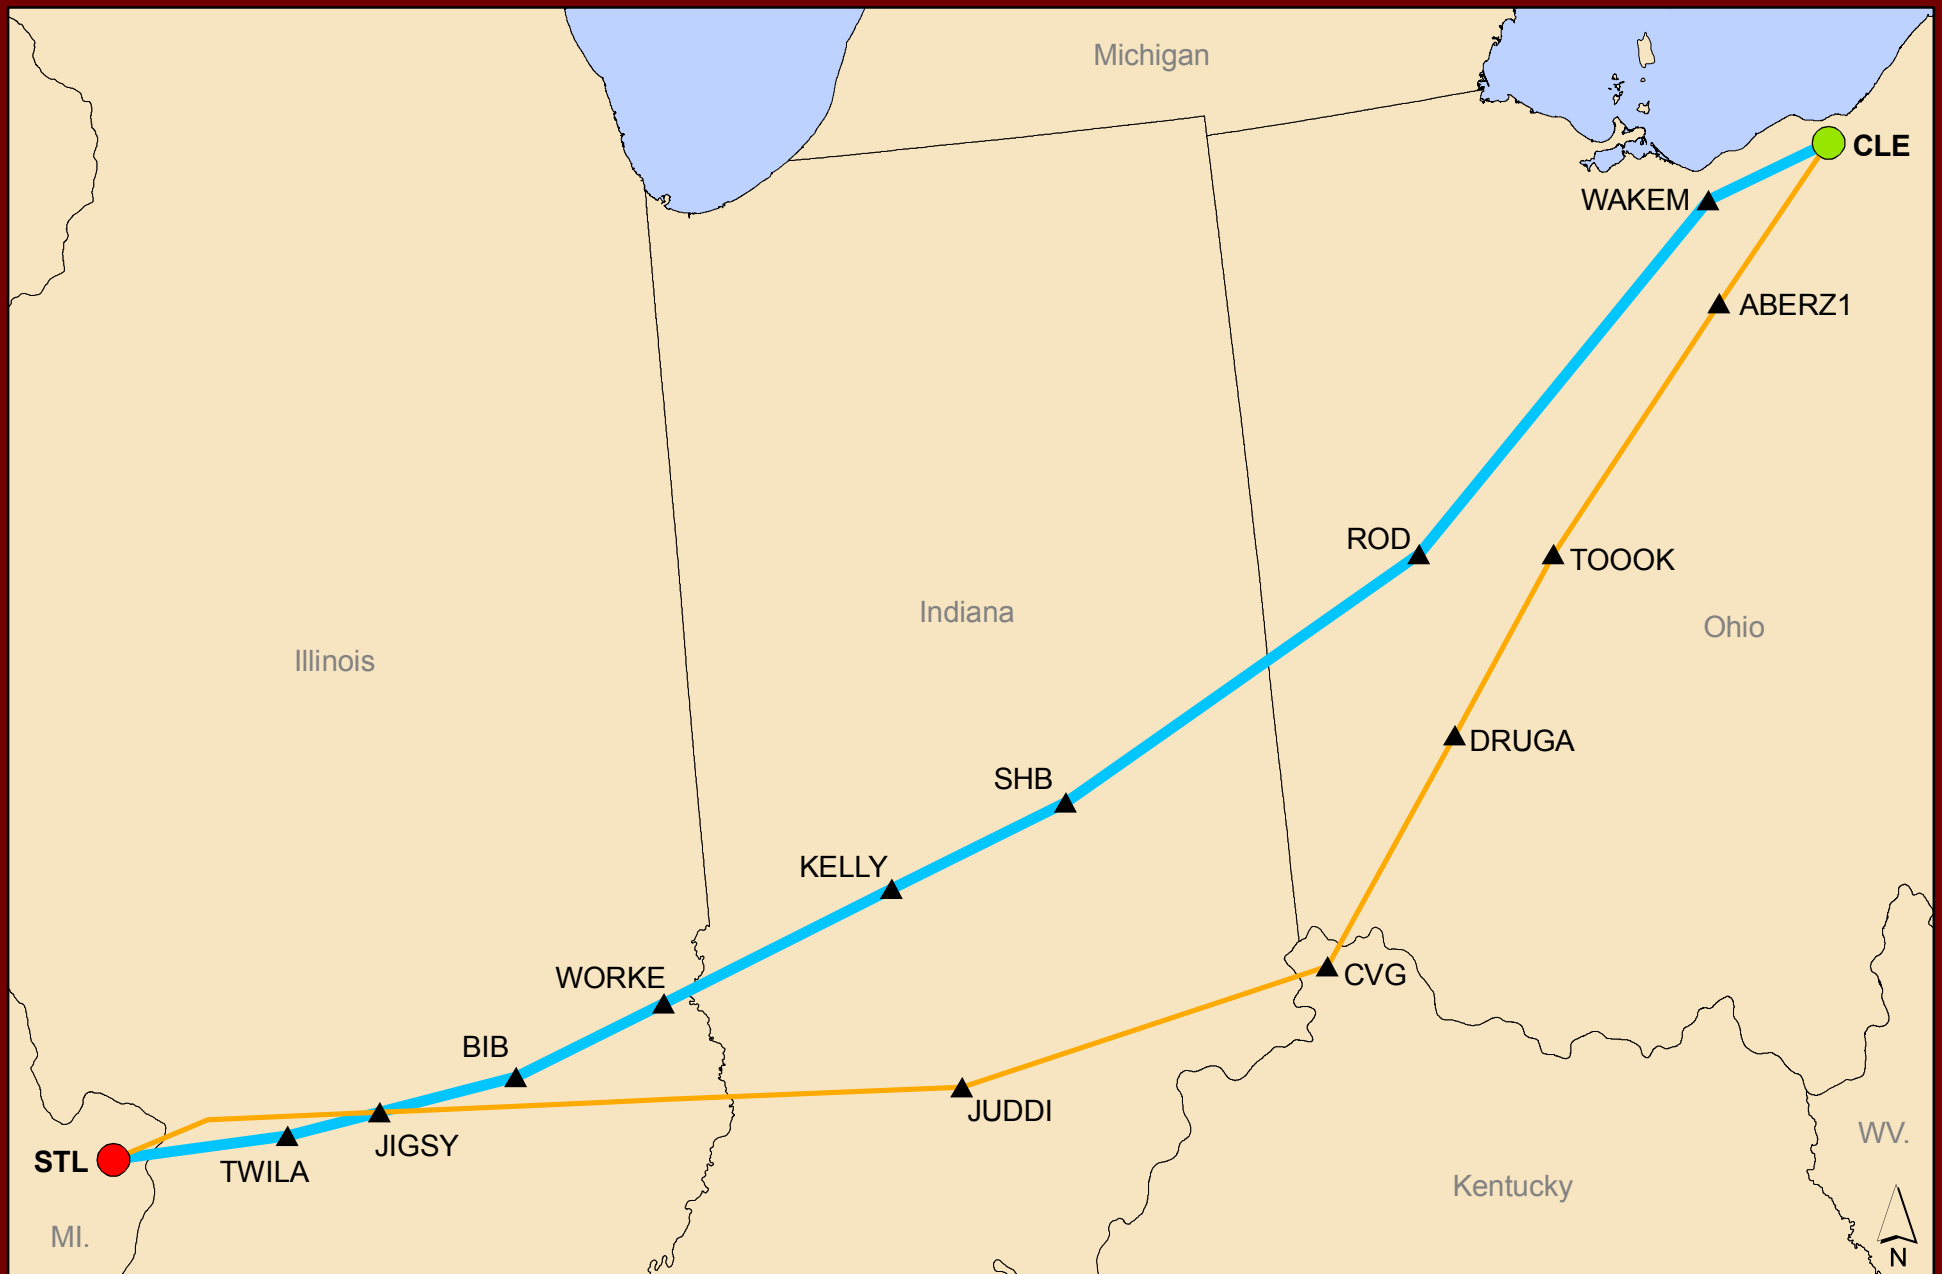 Michigan
CLE
WAKEM
ABERZ1
ROD
TOOOK
Indiana
Ohio
Illinois
DRUGA
SHB
KELLY
WORKE
CVG
BIB
JUDDI
JIGSY
STL
TWILA
WV.
Kentucky
MI.
N